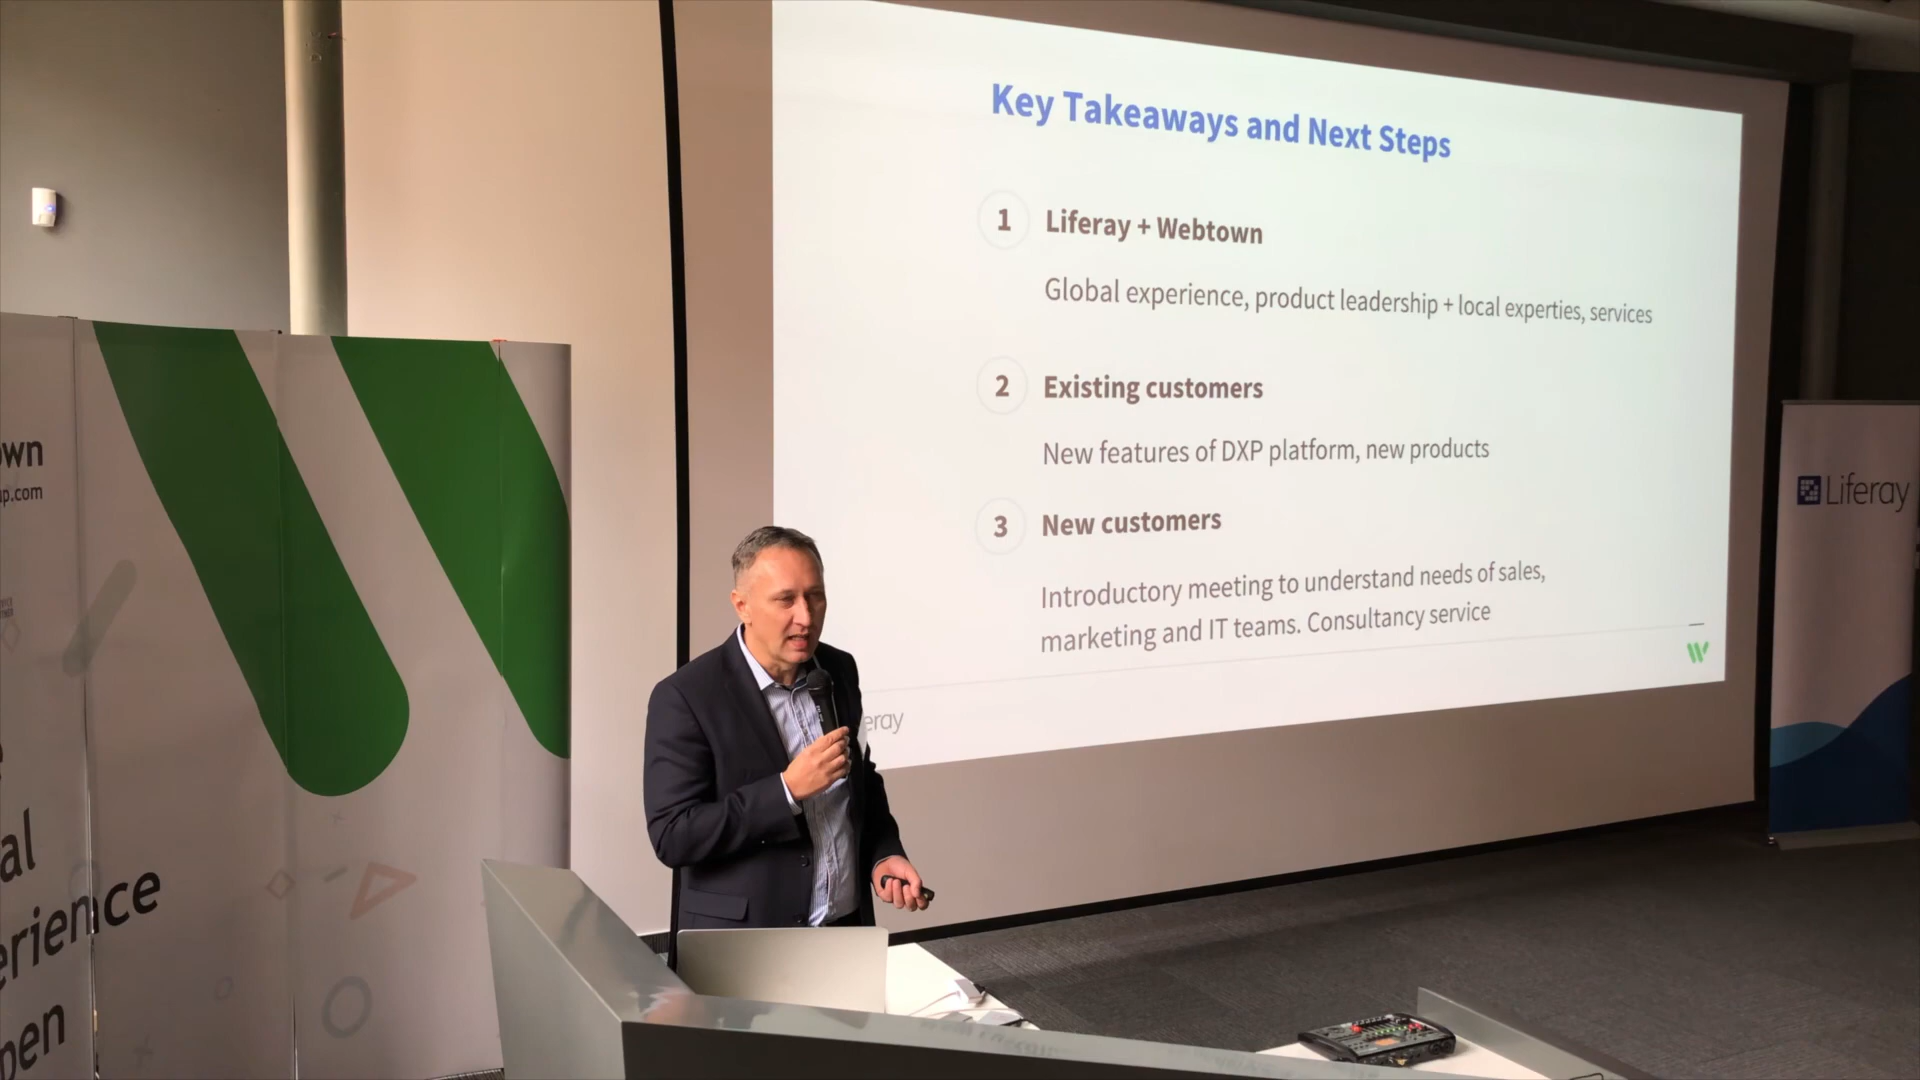 Key Takeaways and Next Steps
1 Liferay + Webtown
Global experience, product leadership + local experties, services
2 Existing customers
New features of DXP platform, new products
3 New customers
Introductory meeting to understand needs of sales,
marketing and IT teams. Consultancy service
eray
Liferay
wn
p.com
al
erience
pen